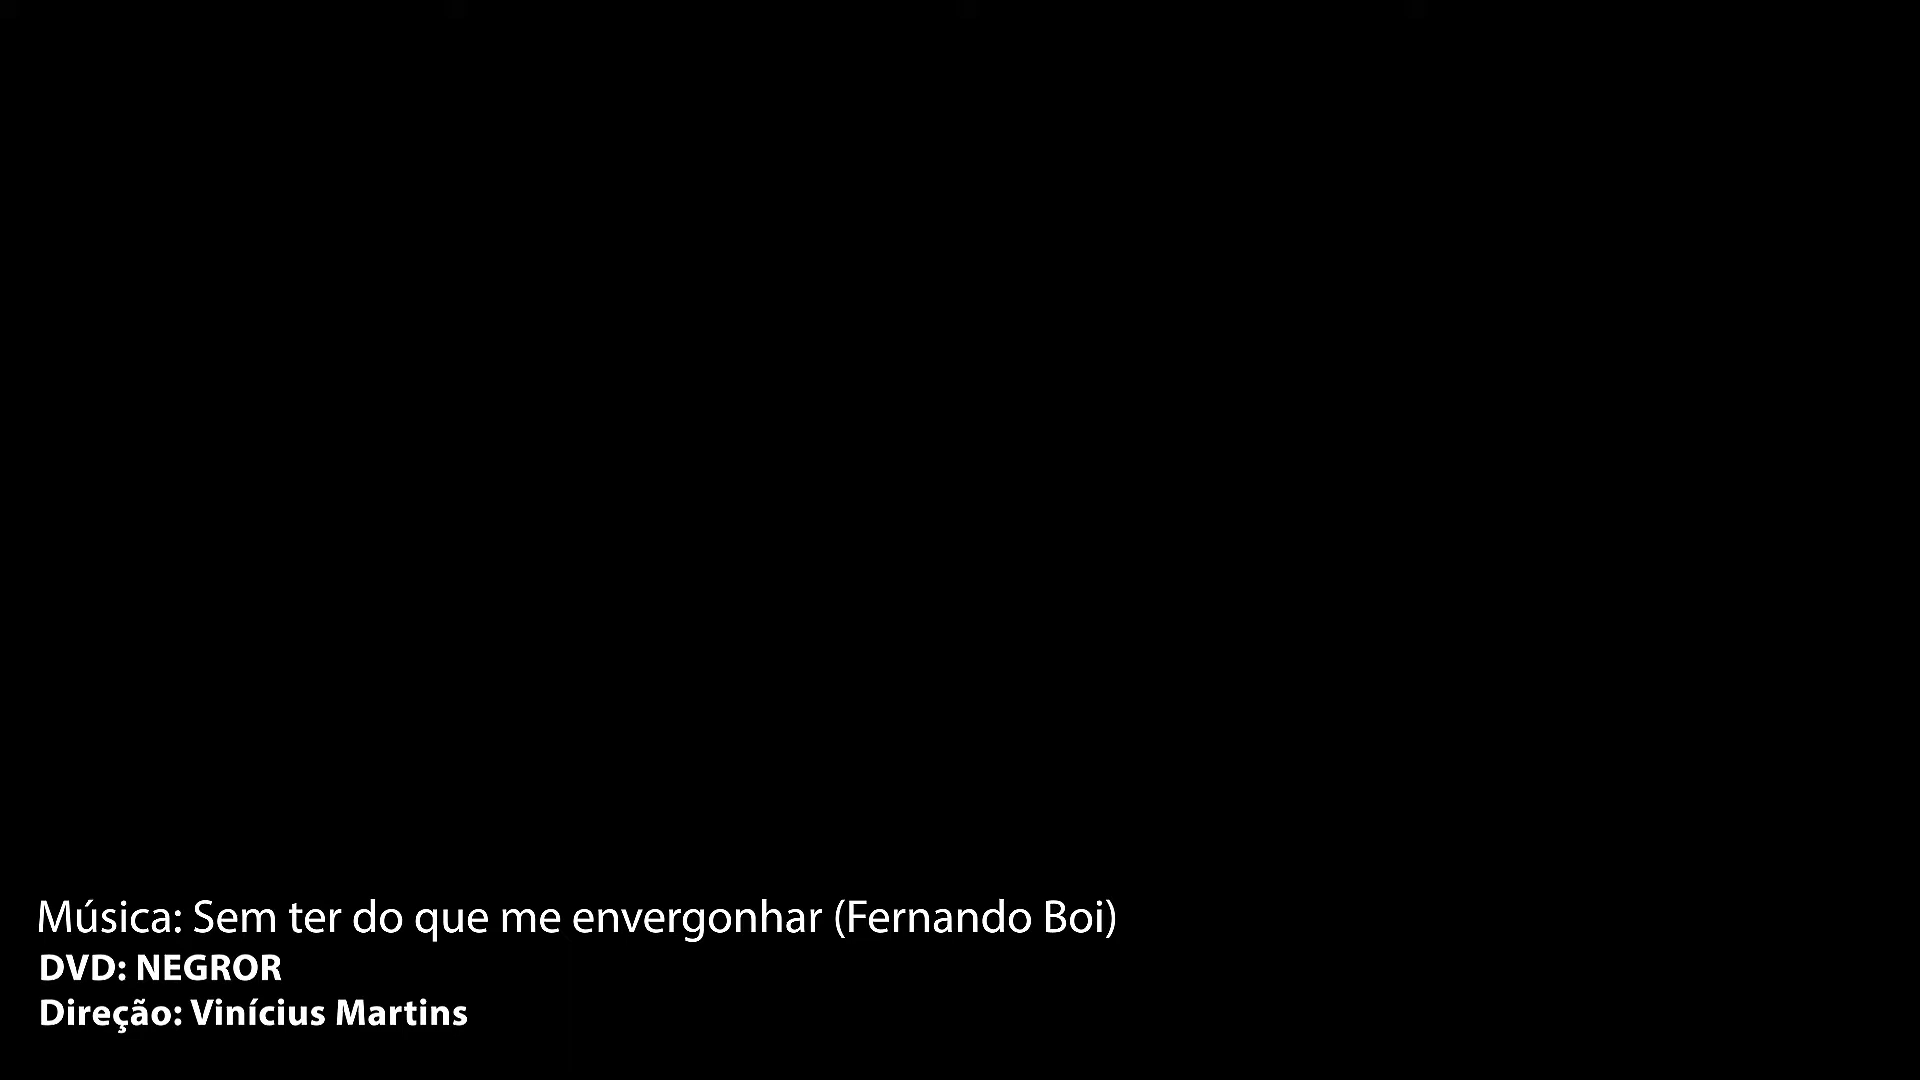 Música: Sem ter do que me envergonhar (Fernando Boi)
DVD: NEGROR
Direção: Vinícius Martins